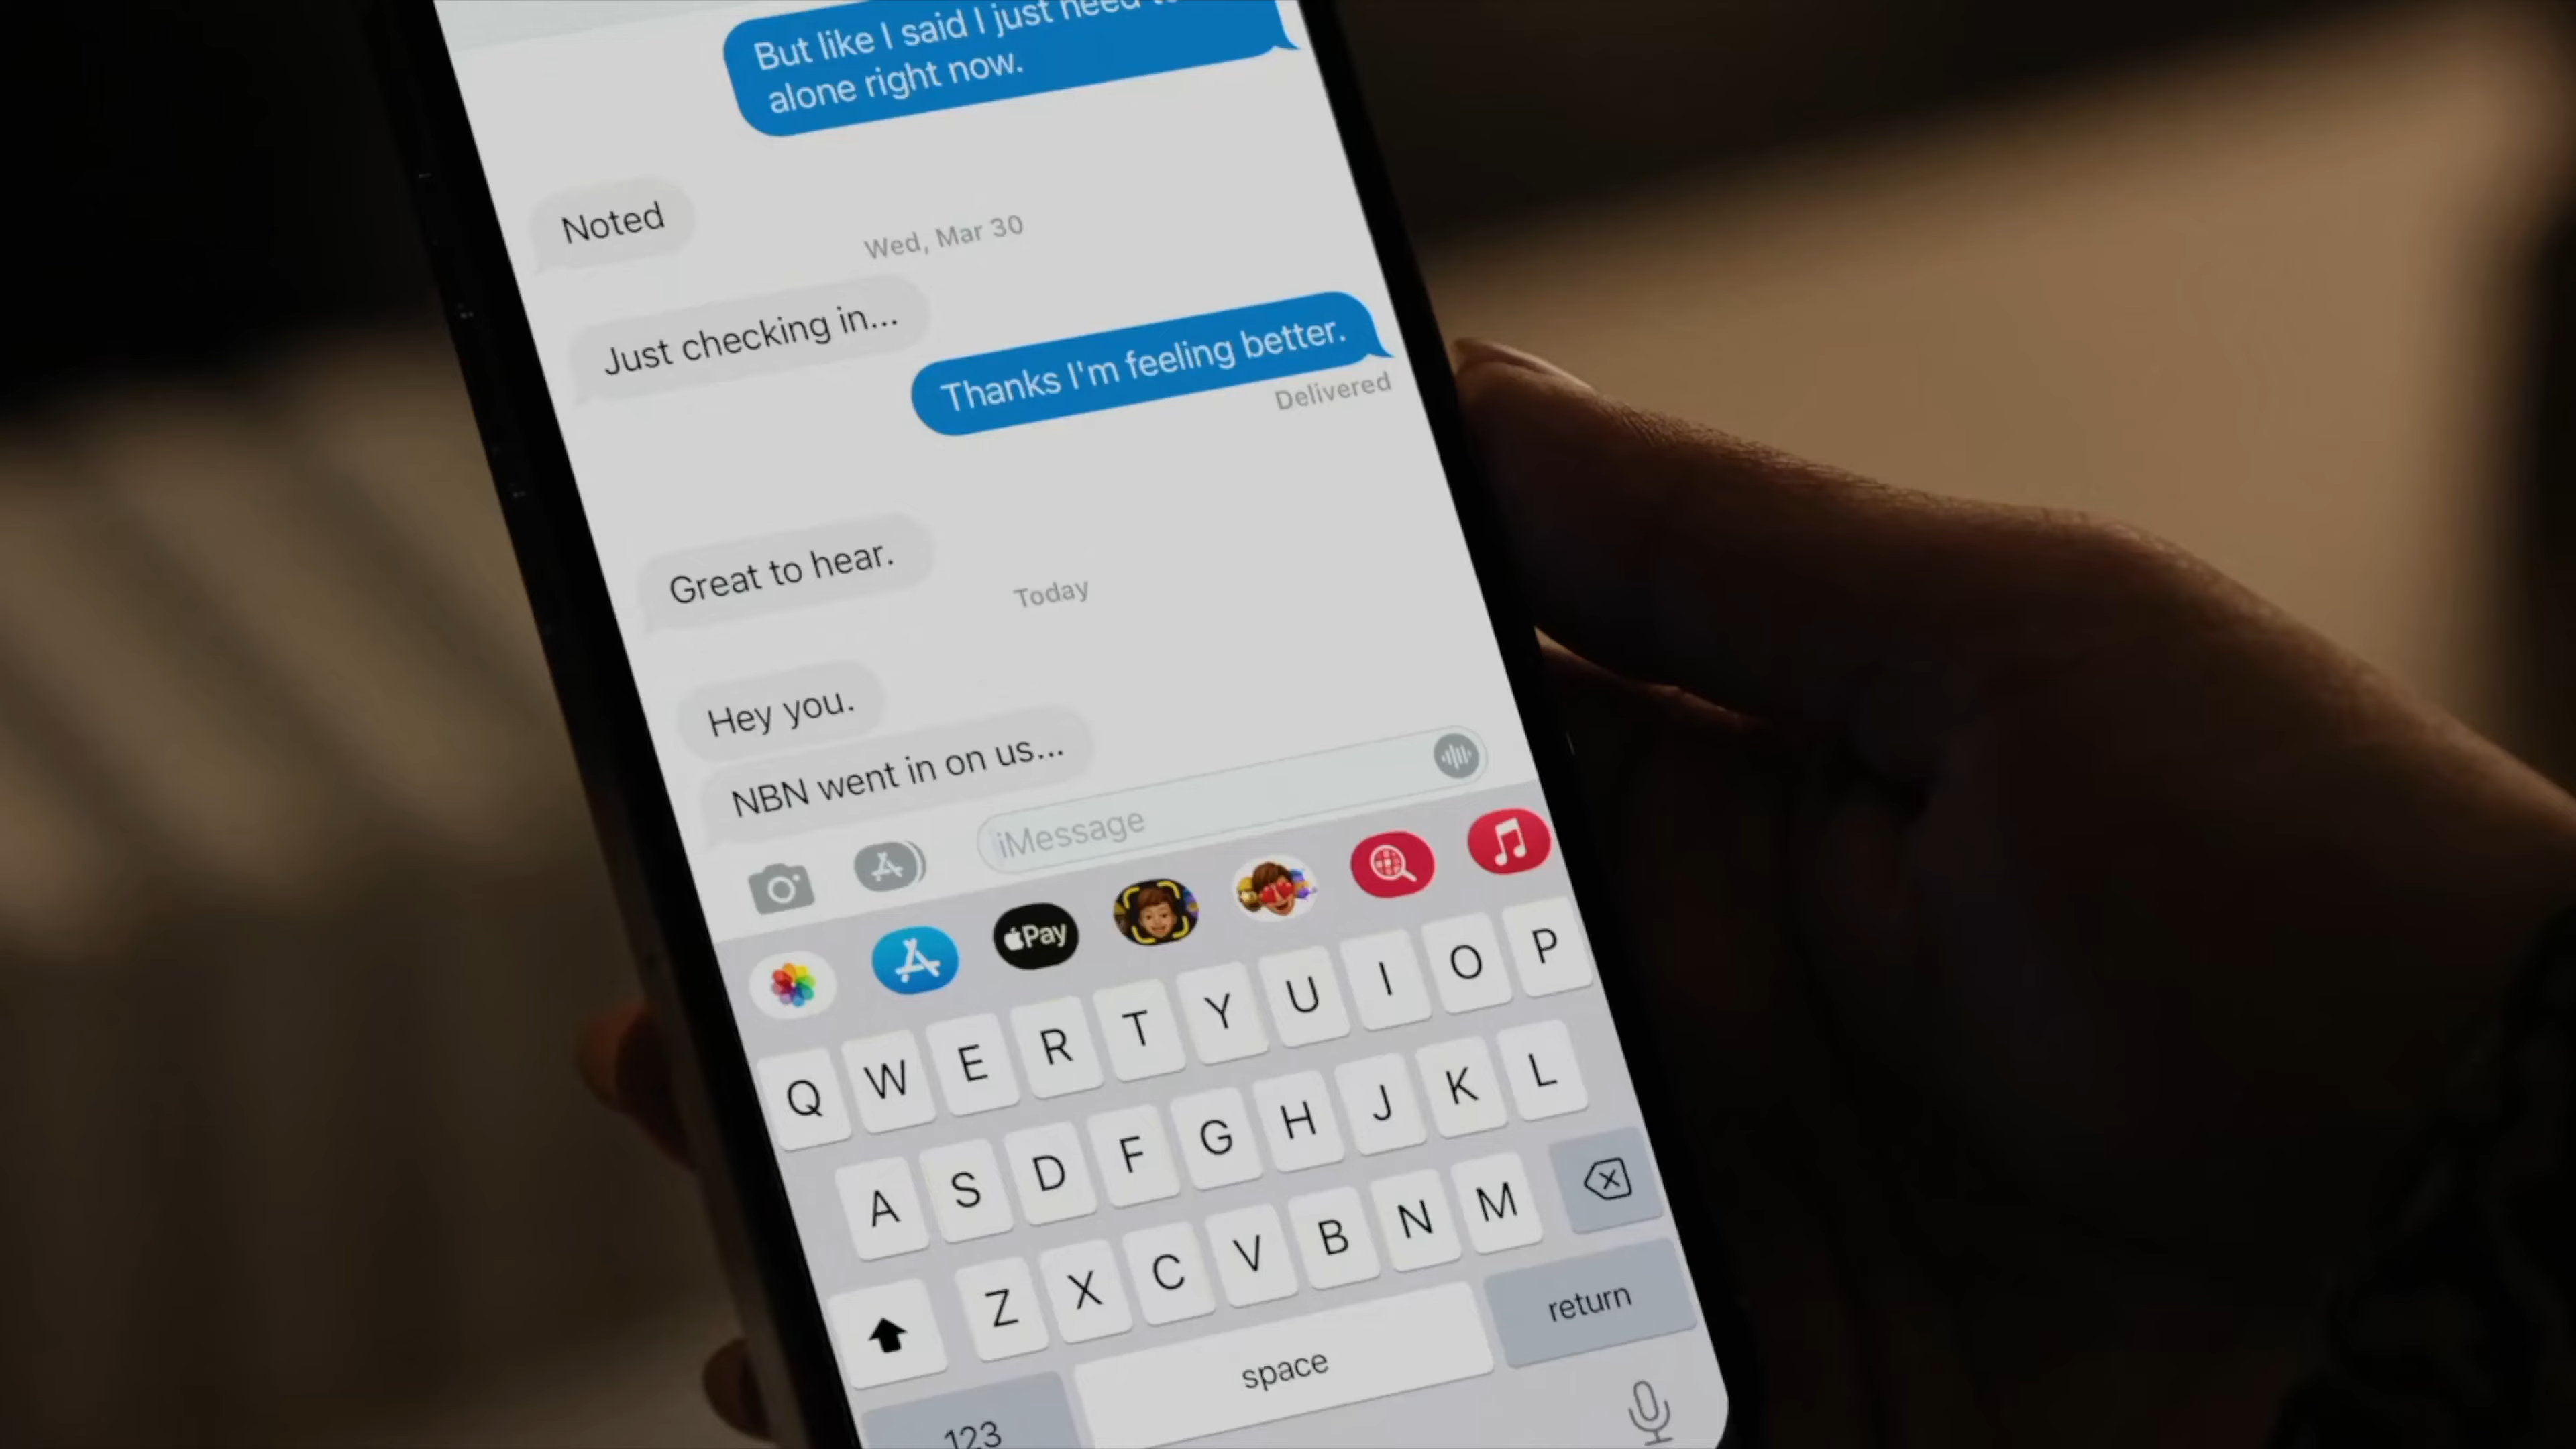 But like I said I just need to
alone right now.
Noted
Wed, Mar 30
Just checking in...
Thanks I'm feeling better.
Delivered
Great to hear.
Today
Hey you.
NBN went in on us...
iMessage
Pay
Q W E R T Y U I O P
A S D F G H J K L
Z X C V B N M
123 space return